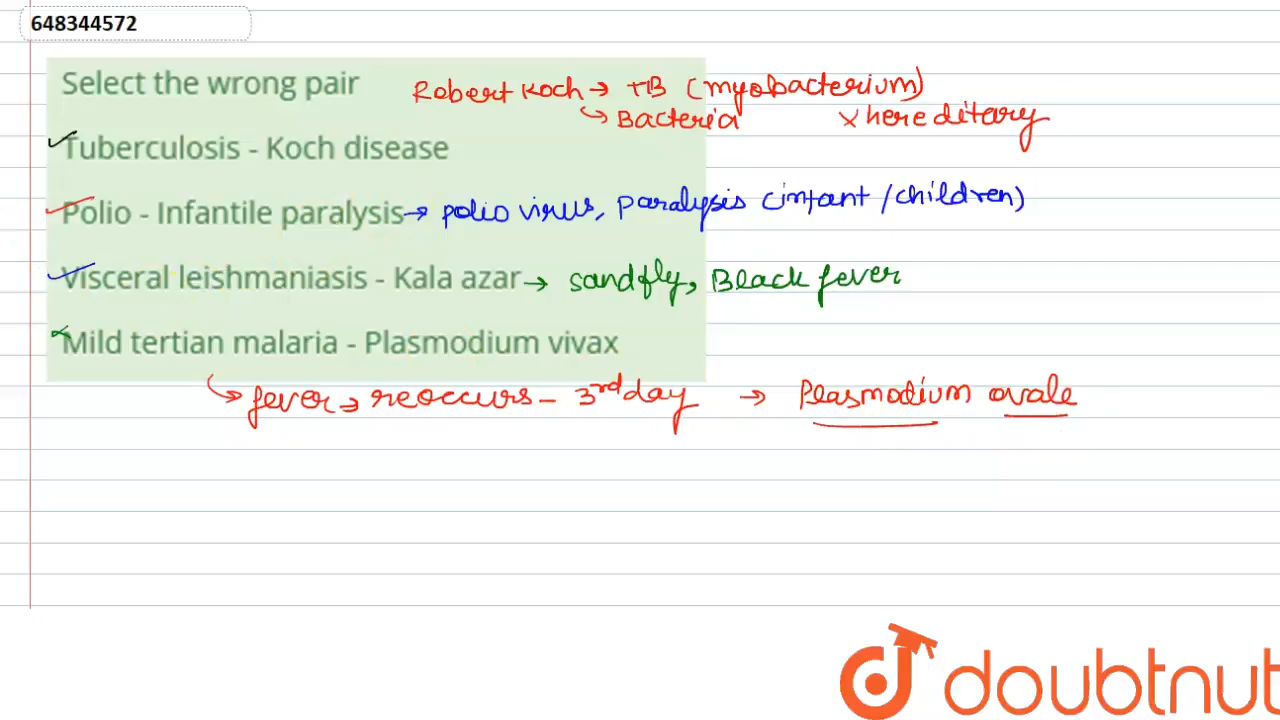 648344572
Select the wrong pair
Robert Koch → TB (myobacterium)
↳ Bacteria
x hereditary
Tuberculosis - Koch disease
Polio - Infantile paralysis → polio virus, paralysis (infant / children)
Visceral leishmaniasis - Kala azar → sandfly, Black fever
Mild tertian malaria - Plasmodium vivax
↳ fever → reoccurs - 3rd day → Plasmodium ovale
doubtnut